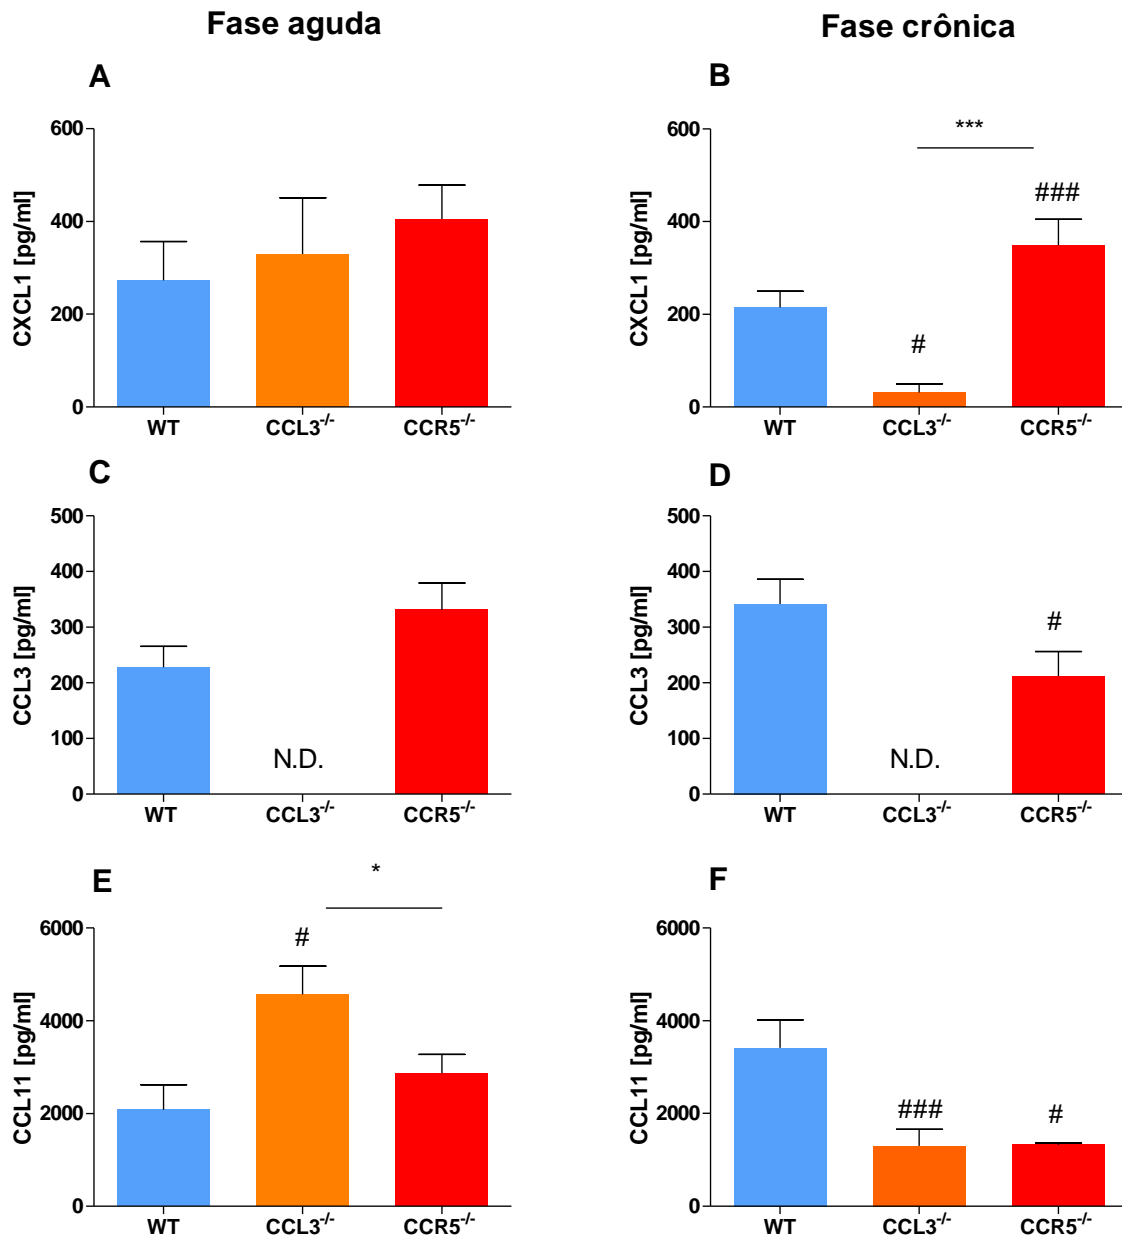 Fase aguda
Fase crônica
A
CXCL1 [pg/ml]
600
400
200
0
WT
CCL3-/-
CCR5-/-
B
CXCL1 [pg/ml]
600
400
200
0
***
#
###
WT
CCL3-/-
CCR5-/-
C
CCL3 [pg/ml]
500
400
300
200
100
0
N.D.
WT
CCL3-/-
CCR5-/-
D
CCL3 [pg/ml]
500
400
300
200
100
0
N.D.
#
WT
CCL3-/-
CCR5-/-
E
CCL11 [pg/ml]
6000
4000
2000
0
*
#
WT
CCL3-/-
CCR5-/-
F
CCL11 [pg/ml]
6000
4000
2000
0
###
#
WT
CCL3-/-
CCR5-/-